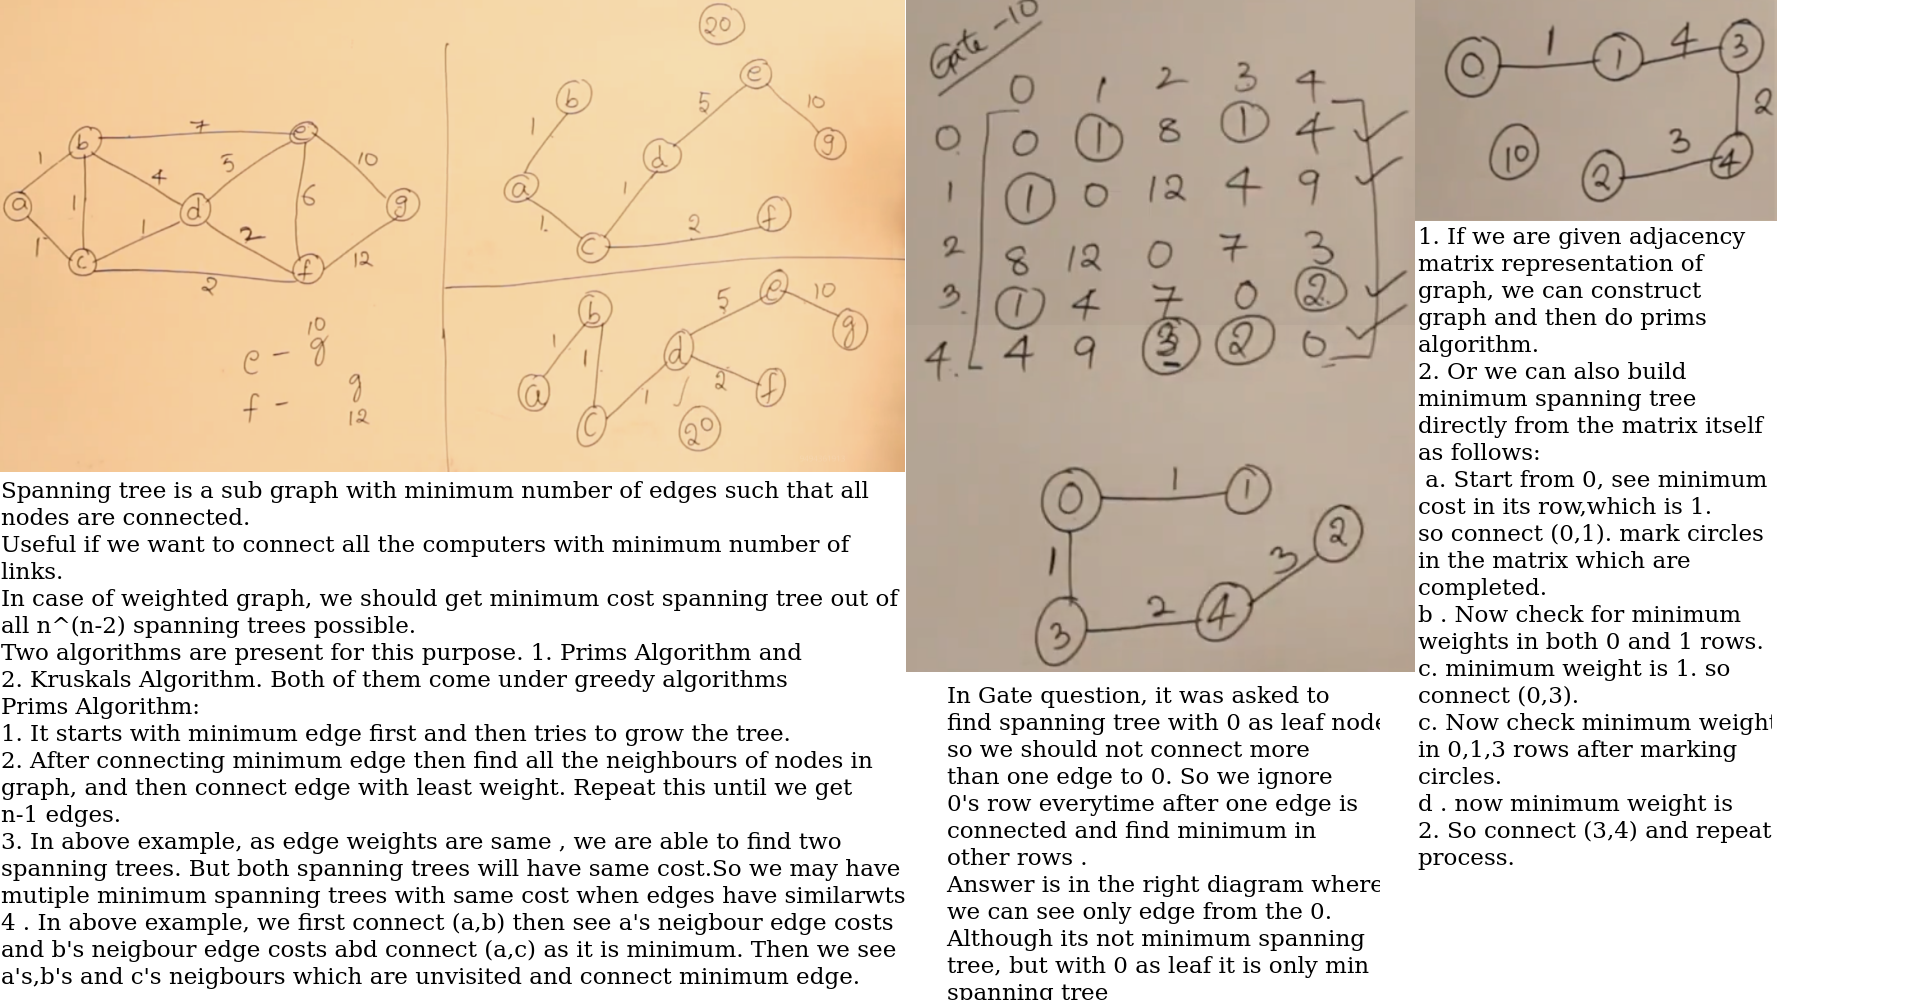 20
b
e
1
5
10
d
g
a
1
1
2
f
c
7
b
e
1
4
5
10
a
1
d
6
g
1
1
2
c
f
12
2
10
e - g
g
f -
12
b
5
e
10
1
1
d
g
a
1
2
f
c
20
Spanning tree is a sub graph with minimum number of edges such that all
nodes are connected.
Useful if we want to connect all the computers with minimum number of
links.
In case of weighted graph, we should get minimum cost spanning tree out of
all n^(n-2) spanning trees possible.
Two algorithms are present for this purpose. 1. Prims Algorithm and
2. Kruskals Algorithm. Both of them come under greedy algorithms
Prims Algorithm:
1. It starts with minimum edge first and then tries to grow the tree.
2. After connecting minimum edge then find all the neighbours of nodes in
graph, and then connect edge with least weight. Repeat this until we get
n-1 edges.
3. In above example, as edge weights are same , we are able to find two
spanning trees. But both spanning trees will have same cost.So we may have
mutiple minimum spanning trees with same cost when edges have similarwts
4 . In above example, we first connect (a,b) then see a's neigbour edge costs
and b's neigbour edge costs abd connect (a,c) as it is minimum. Then we see
a's,b's and c's neigbours which are unvisited and connect minimum edge.
Gate -10
0 1 2 3 4
0 0 1 8 1 4
1 1 0 12 4 9
2 8 12 0 7 3
3. 1 4 7 0 2
4. 4 9 3 2 0
0 1 1
1
2
3
3 2 4
In Gate question, it was asked to
find spanning tree with 0 as leaf node
so we should not connect more
than one edge to 0. So we ignore
0's row everytime after one edge is
connected and find minimum in
other rows .
Answer is in the right diagram where
we can see only edge from the 0.
Although its not minimum spanning
tree, but with 0 as leaf it is only min
spanning tree
0 1 1 4 3
2
10
2 3 4
1. If we are given adjacency
matrix representation of
graph, we can construct
graph and then do prims
algorithm.
2. Or we can also build
minimum spanning tree
directly from the matrix itself
as follows:
a. Start from 0, see minimum
cost in its row,which is 1.
so connect (0,1). mark circles
in the matrix which are
completed.
b . Now check for minimum
weights in both 0 and 1 rows.
c. minimum weight is 1. so
connect (0,3).
c. Now check minimum weight
in 0,1,3 rows after marking
circles.
d . now minimum weight is
2. So connect (3,4) and repeat
process.